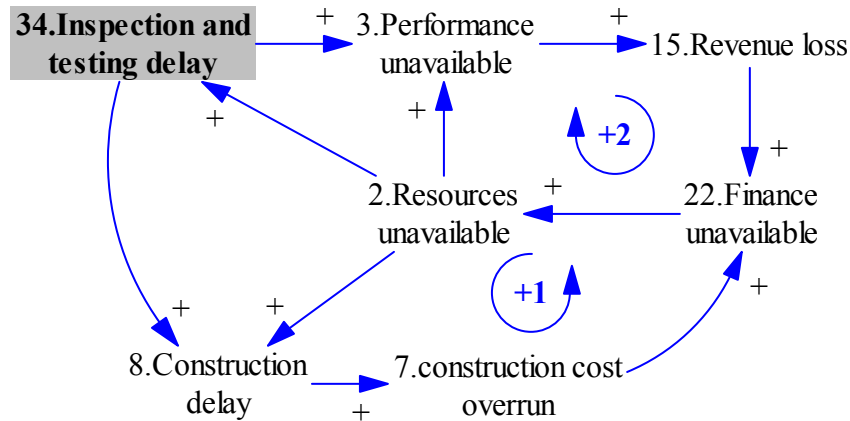 34.Inspection and
testing delay
+
3.Performance
unavailable
+
15.Revenue loss
+
+
+2
+
2.Resources
unavailable
+
22.Finance
unavailable
+1
+
+
+
8.Construction
delay
+
7.construction cost
overrun